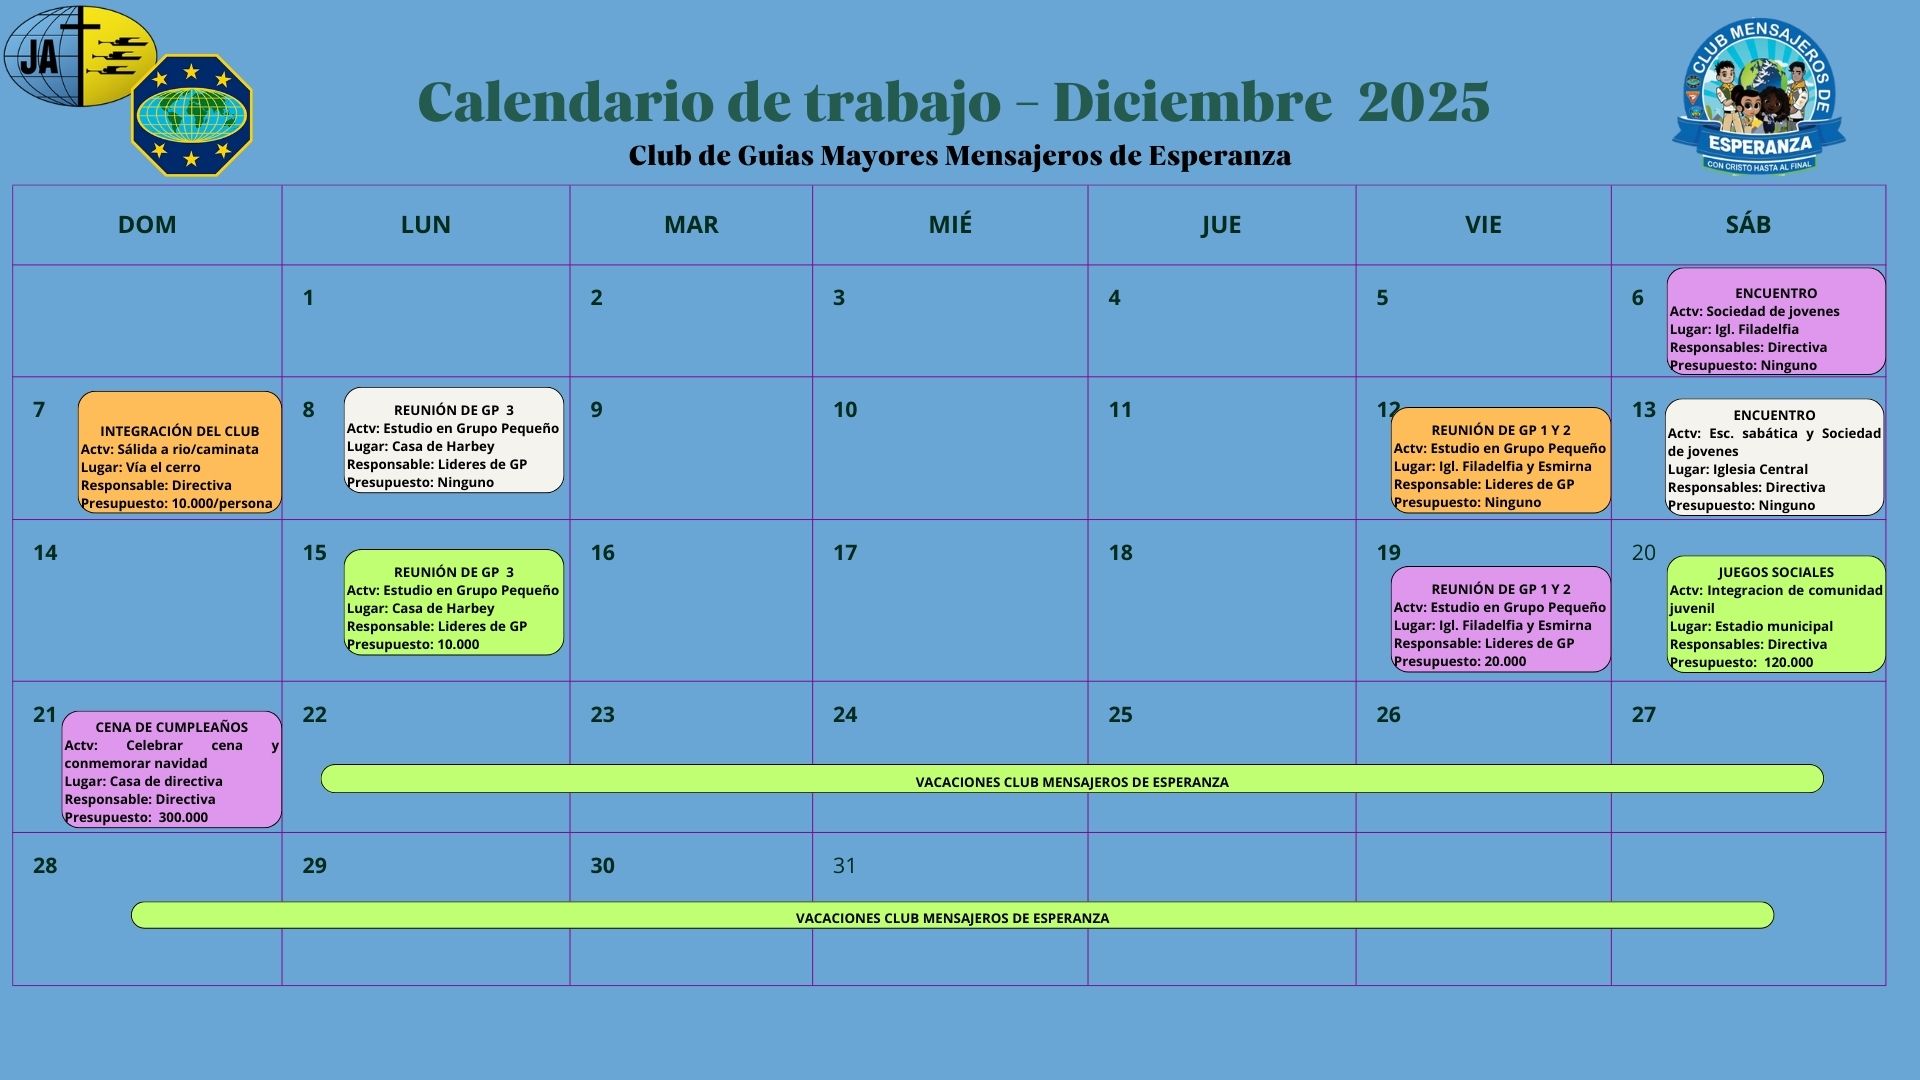 JA
CLUB MENSAJEROS DE
ESPERANZA
CON CRISTO HASTA AL FINAL
Calendario de trabajo – Diciembre 2025
Club de Guias Mayores Mensajeros de Esperanza
DOM LUN MAR MIÉ JUE VIE SÁB
1 2 3 4 5 6
ENCUENTRO
Actv: Sociedad de jovenes
Lugar: Igl. Filadelfia
Responsables: Directiva
Presupuesto: Ninguno
7
INTEGRACIÓN DEL CLUB
Actv: Sálida a rio/caminata
Lugar: Vía el cerro
Responsable: Directiva
Presupuesto: 10.000/persona
8
REUNIÓN DE GP 3
Actv: Estudio en Grupo Pequeño
Lugar: Casa de Harbey
Responsable: Lideres de GP
Presupuesto: Ninguno
9 10 11 12
REUNIÓN DE GP 1 Y 2
Actv: Estudio en Grupo Pequeño
Lugar: Igl. Filadelfia y Esmirna
Responsable: Lideres de GP
Presupuesto: Ninguno
13
ENCUENTRO
Actv: Esc. sabática y Sociedad
de jovenes
Lugar: Iglesia Central
Responsables: Directiva
Presupuesto: Ninguno
14 15
REUNIÓN DE GP 3
Actv: Estudio en Grupo Pequeño
Lugar: Casa de Harbey
Responsable: Lideres de GP
Presupuesto: 10.000
16 17 18 19
REUNIÓN DE GP 1 Y 2
Actv: Estudio en Grupo Pequeño
Lugar: Igl. Filadelfia y Esmirna
Responsable: Lideres de GP
Presupuesto: 20.000
20
JUEGOS SOCIALES
Actv: Integracion de comunidad
juvenil
Lugar: Estadio municipal
Responsables: Directiva
Presupuesto: 120.000
21
CENA DE CUMPLEAÑOS
Actv: Celebrar cena y
conmemorar navidad
Lugar: Casa de directiva
Responsable: Directiva
Presupuesto: 300.000
22 23 24 25 26 27
VACACIONES CLUB MENSAJEROS DE ESPERANZA
28 29 30 31
VACACIONES CLUB MENSAJEROS DE ESPERANZA